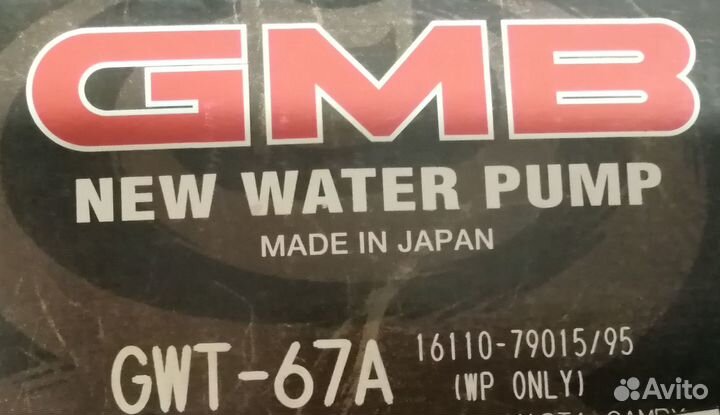 GMB
NEW WATER PUMP
MADE IN JAPAN
GWT-67A
16110-79015/95
(WP ONLY)
Avito